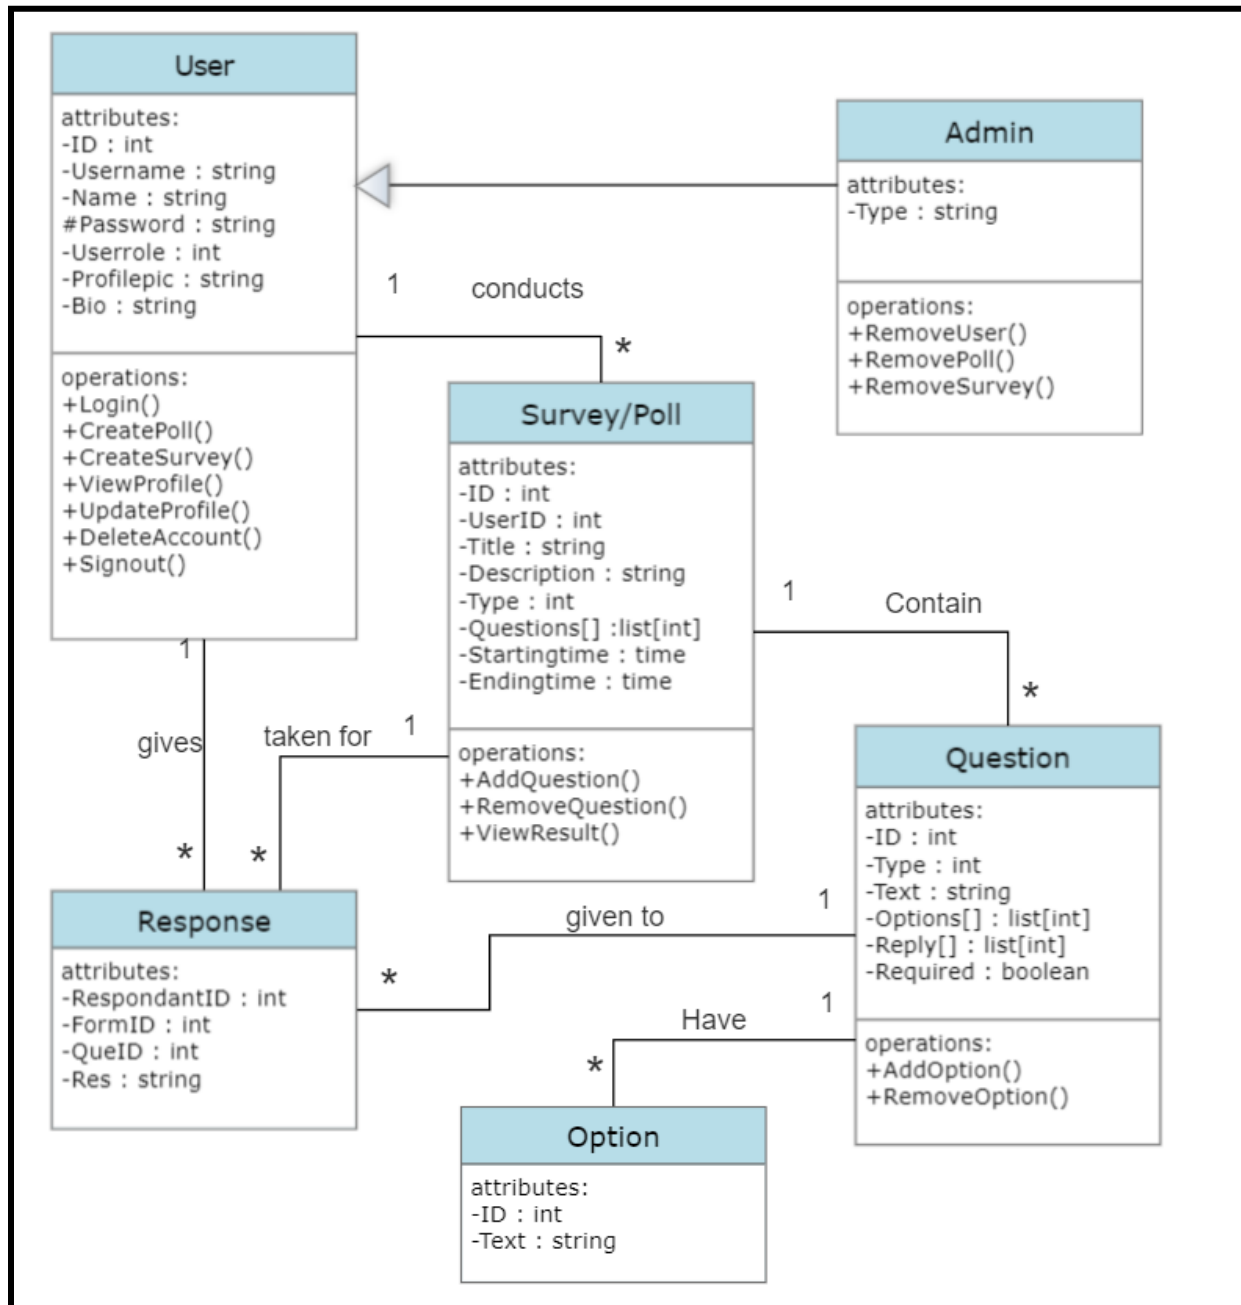 User
attributes:
-ID : int
-Username : string
-Name : string
#Password : string
-Userrole : int
-Profilepic : string
-Bio : string
operations:
+Login()
+CreatePoll()
+CreateSurvey()
+ViewProfile()
+UpdateProfile()
+DeleteAccount()
+Signout()
Admin
attributes:
-Type : string
operations:
+RemoveUser()
+RemovePoll()
+RemoveSurvey()
1
conducts
*
Survey/Poll
attributes:
-ID : int
-UserID : int
-Title : string
-Description : string
-Type : int
-Questions[] :list[int]
-Startingtime : time
-Endingtime : time
operations:
+AddQuestion()
+RemoveQuestion()
+ViewResult()
1
Contain
*
1
gives
*
1
taken for
*
Question
attributes:
-ID : int
-Type : int
-Text : string
-Options[] : list[int]
-Reply[] : list[int]
-Required : boolean
operations:
+AddOption()
+RemoveOption()
Response
attributes:
-RespondantID : int
-FormID : int
-QueID : int
-Res : string
1
given to
*
1
Have
*
Option
attributes:
-ID : int
-Text : string